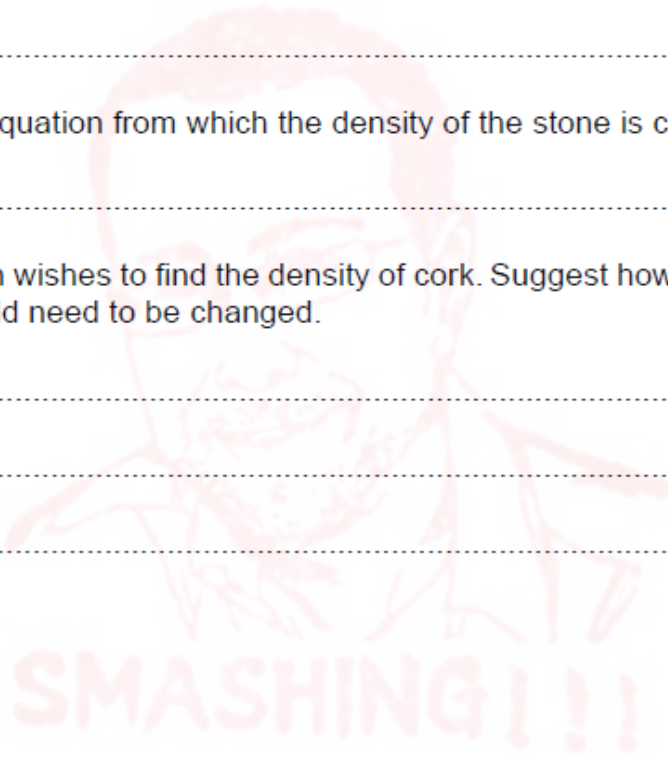 quation from which the density of the stone is c
n wishes to find the density of cork. Suggest how
d need to be changed.
SMASHING!!!